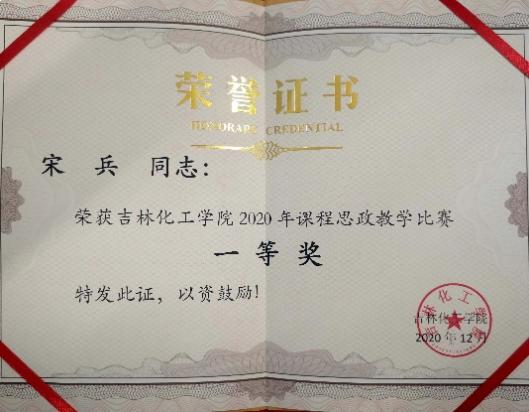 荣誉证书
HONORARY CREDENTIAL
宋 兵 同志:
荣获吉林化工学院2020年课程思政教学比赛
一等奖
特发此证,以资鼓励!
吉林化工学院
2020年12月